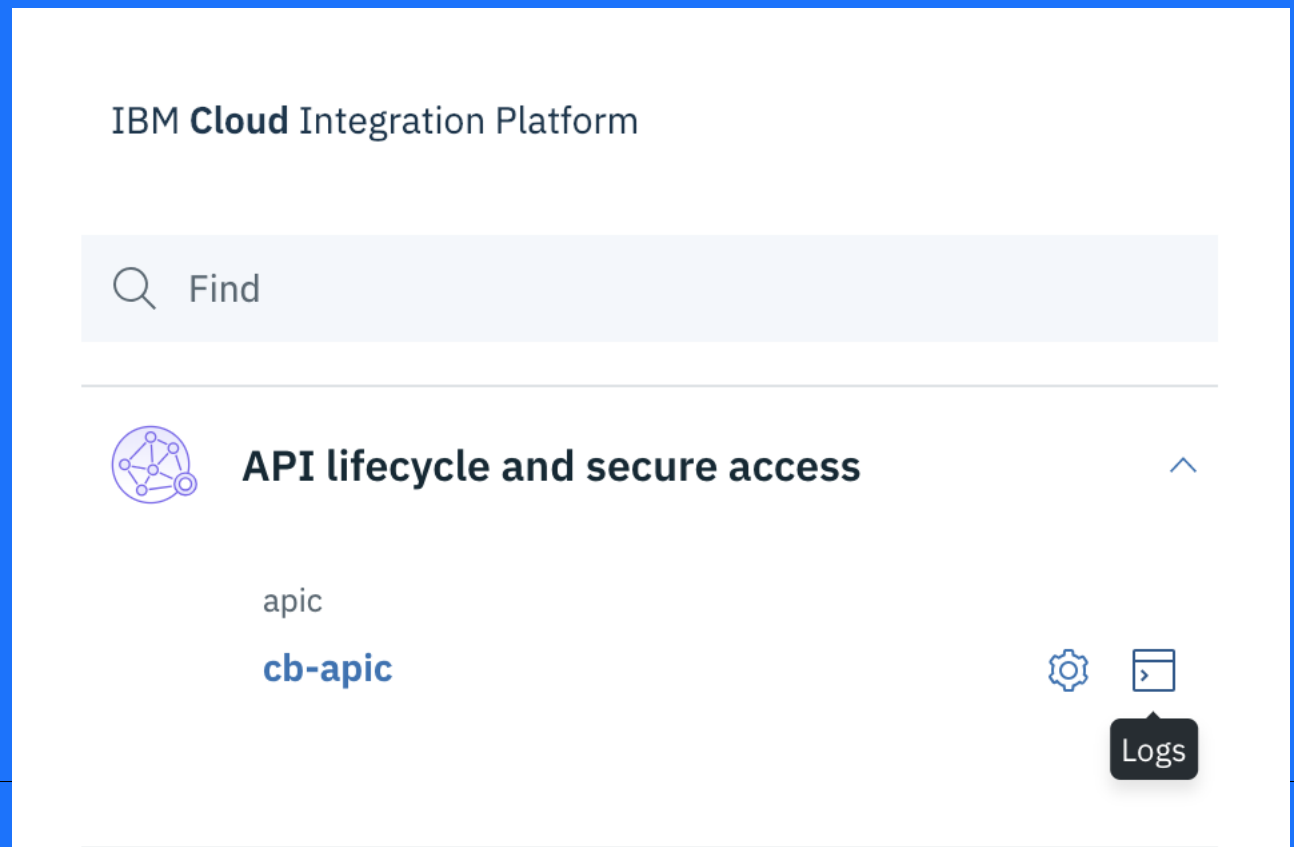 IBM Cloud Integration Platform
Find
API lifecycle and secure access
apic
cb-apic
Logs